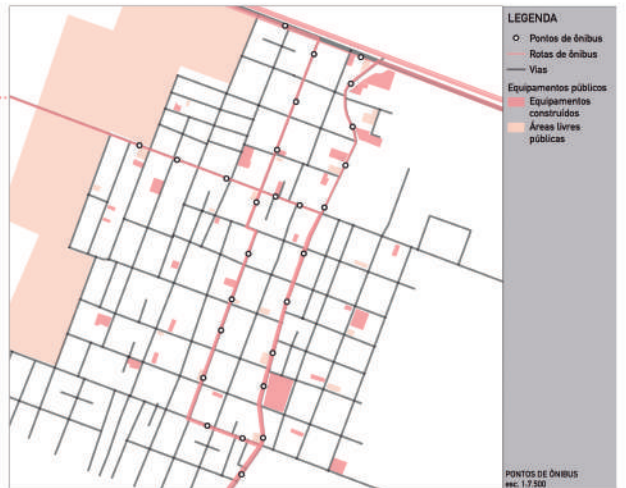 LEGENDA
Pontos de ônibus
Rotas de ônibus
Vias
Equipamentos públicos
Equipamentos
construídos
Áreas livres
públicas
PONTOS DE ÔNIBUS
esc. 1:7.500